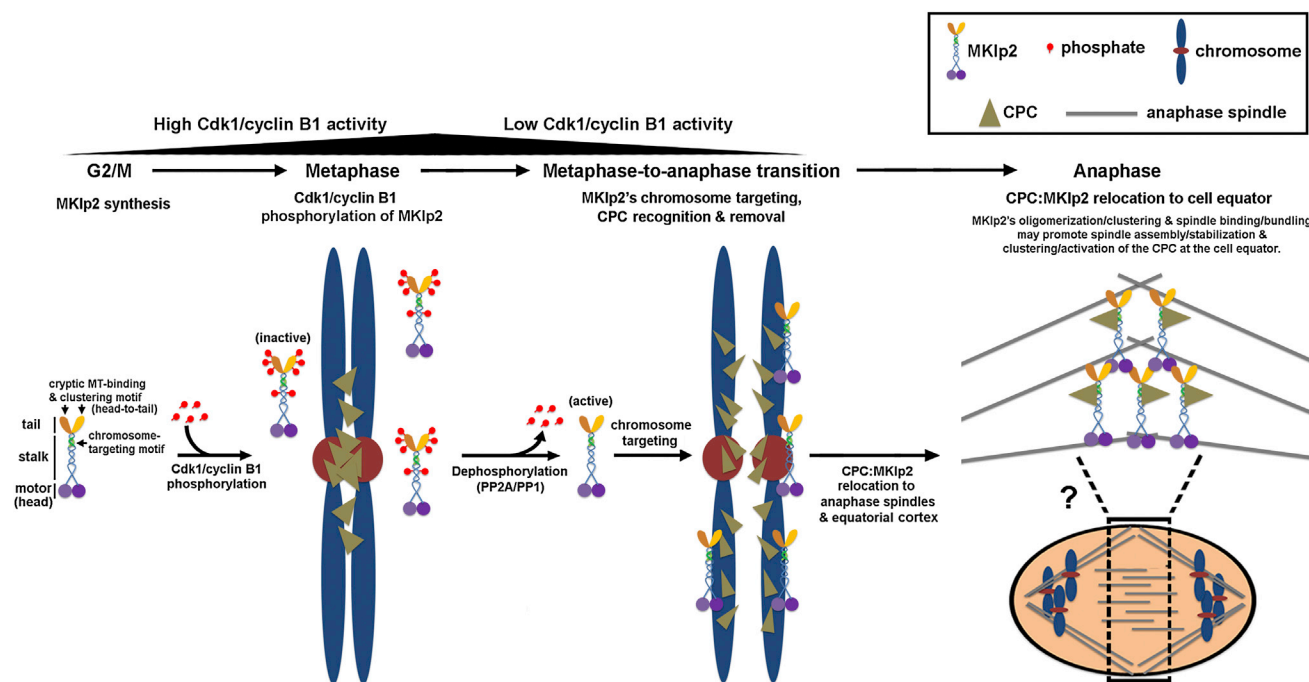 MKlp2
phosphate
chromosome
CPC
anaphase spindle
High Cdk1/cyclin B1 activity
Low Cdk1/cyclin B1 activity
G2/M
Metaphase
Metaphase-to-anaphase transition
Anaphase
MKlp2 synthesis
Cdk1/cyclin B1
phosphorylation of MKlp2
MKlp2's chromosome targeting,
CPC recognition & removal
CPC:MKlp2 relocation to cell equator
MKlp2's oligomerization/clustering & spindle binding/bundling
may promote spindle assembly/stabilization &
clustering/activation of the CPC at the cell equator.
(inactive)
cryptic MT-binding
& clustering motif
(head-to-tail)
tail
chromosome-
targeting motif
stalk
motor
(head)
Cdk1/cyclin B1
phosphorylation
(active)
Dephosphorylation
(PP2A/PP1)
chromosome
targeting
CPC:MKlp2
relocation to
anaphase spindles
& equatorial cortex
?